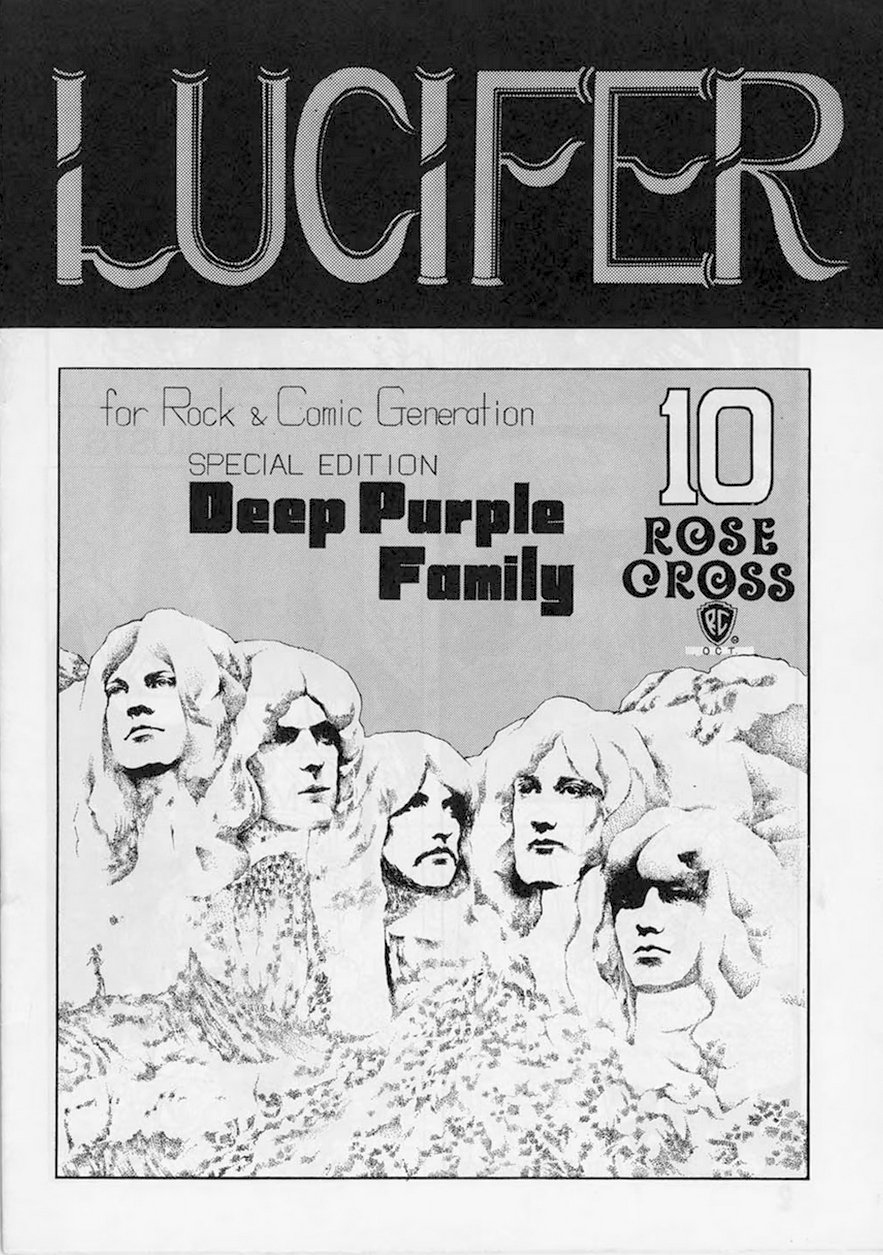 LUCIFER
for Rock & Comic Generation
SPECIAL EDITION
Deep Purple
Family
10
ROSE
CROSS
RC
OCT